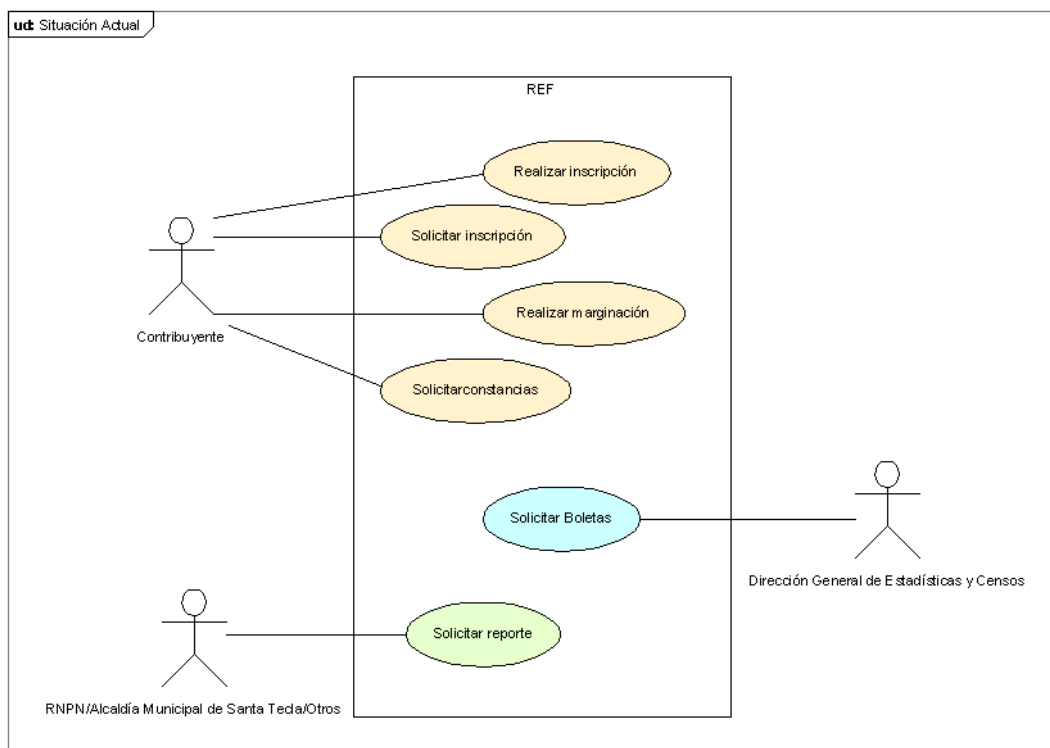 ud: Situación Actual
REF
Realizar inscripción
Solicitar inscripción
Realizar marginación
Contribuyente
Solicitarconstancias
Solicitar Boletas
Dirección General de Estadísticas y Censos
Solicitar reporte
RNPN/Alcaldía Municipal de Santa Tecla/Otros